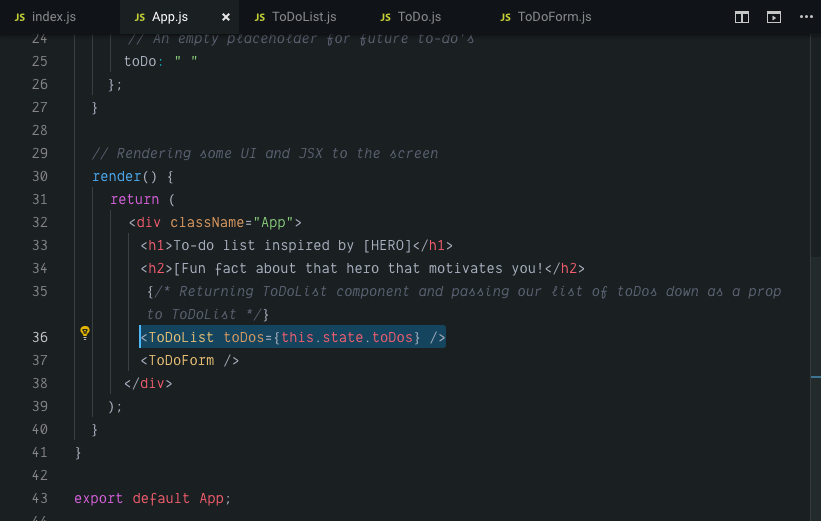 JS index.js JS App.js × JS ToDoList.js JS ToDo.js JS ToDoForm.js
24 // An empty placeholder for future to-do's
25 toDo: " "
26 };
27 }
28
29 // Rendering some UI and JSX to the screen
30 render() {
31 return (
32 <div className="App">
33 <h1>To-do list inspired by [HERO]</h1>
34 <h2>[Fun fact about that hero that motivates you!</h2>
35 {/* Returning ToDoList component and passing our list of toDos down as a prop
to ToDoList */}
36 <ToDoList toDos={this.state.toDos} />
37 <ToDoForm />
38 </div>
39 );
40 }
41 }
42
43 export default App;
44